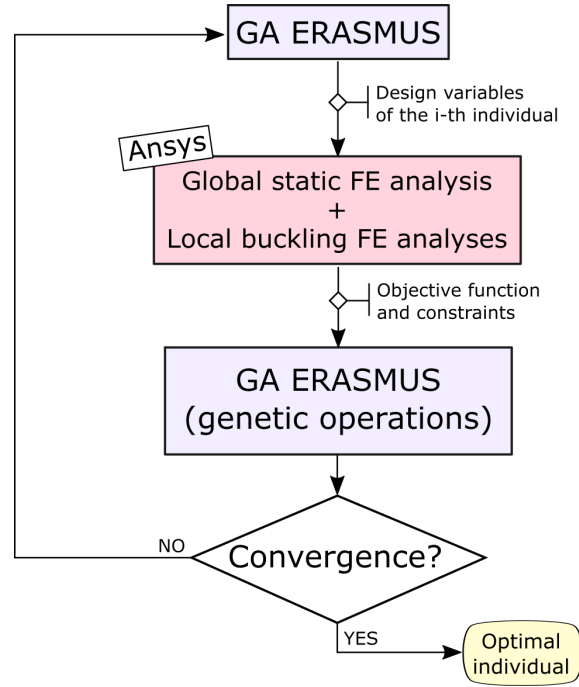 GA ERASMUS
Design variables
of the i-th individual
Ansys
Global static FE analysis
+
Local buckling FE analyses
Objective function
and constraints
GA ERASMUS
(genetic operations)
Convergence?
NO
YES
Optimal
individual